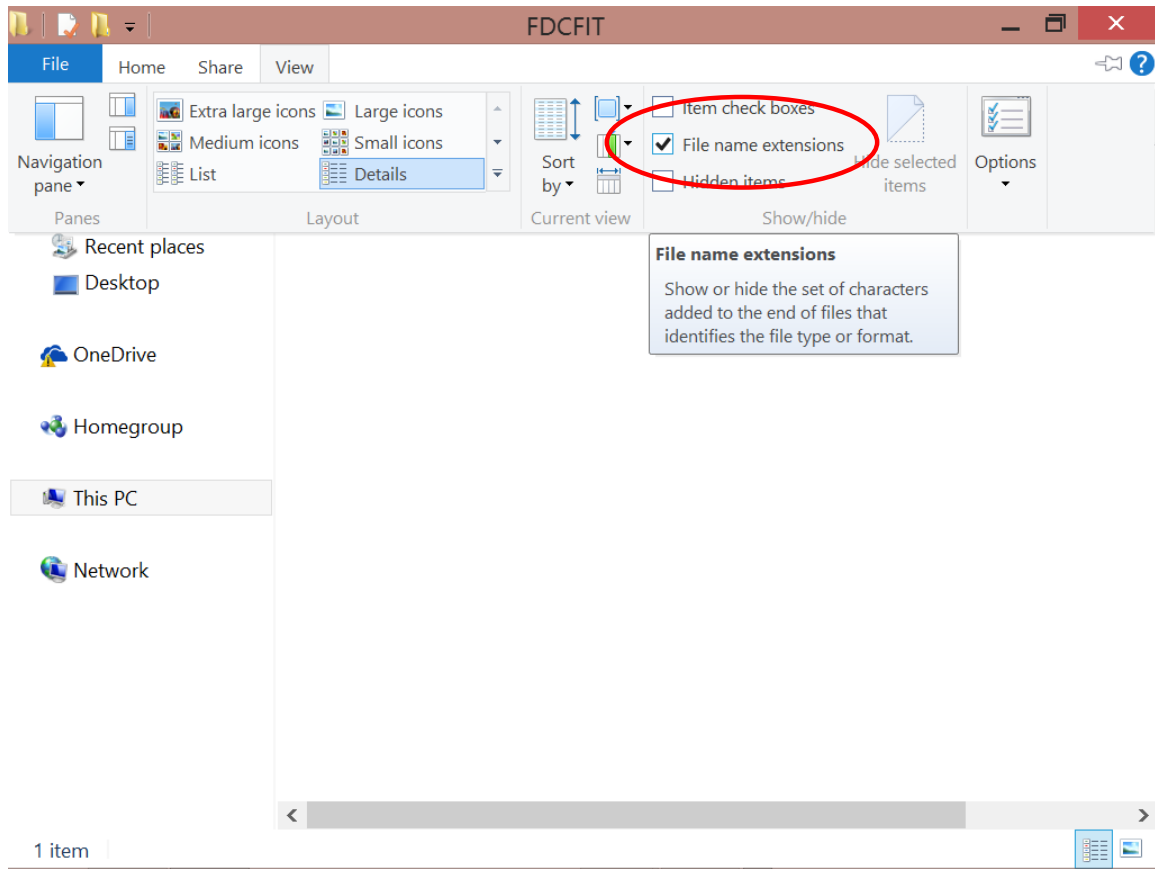 FDCFIT
File Home Share View
Extra large icons Large icons
Medium icons Small icons
List Details
Navigation
pane
Sort
by
Item check boxes
File name extensions
Hidden items
Hide selected
items
Options
Panes Layout Current view Show/hide
Recent places
Desktop
OneDrive
Homegroup
This PC
Network
File name extensions
Show or hide the set of characters
added to the end of files that
identifies the file type or format.
1 item